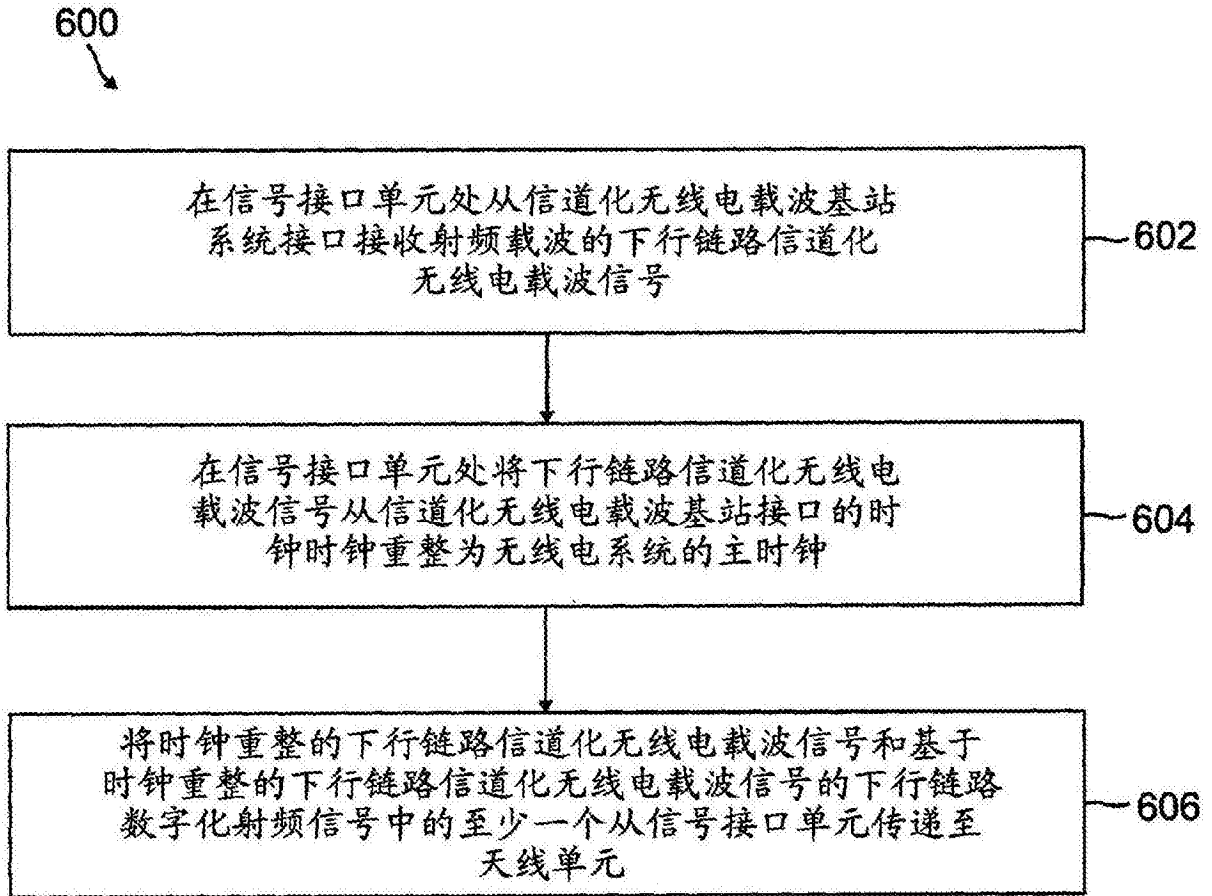 600
在信号接口单元处从信道化无线电载波基站
系统接口接收射频载波的下行链路信道化
无线电载波信号
602
在信号接口单元处将下行链路信道化无线电
载波信号从信道化无线电载波基站接口的时
钟时钟重整为无线电系统的主时钟
604
将时钟重整的下行链路信道化无线电载波信号和基于
时钟重整的下行链路信道化无线电载波信号的下行链路
数字化射频信号中的至少一个从信号接口单元传递至
天线单元
606